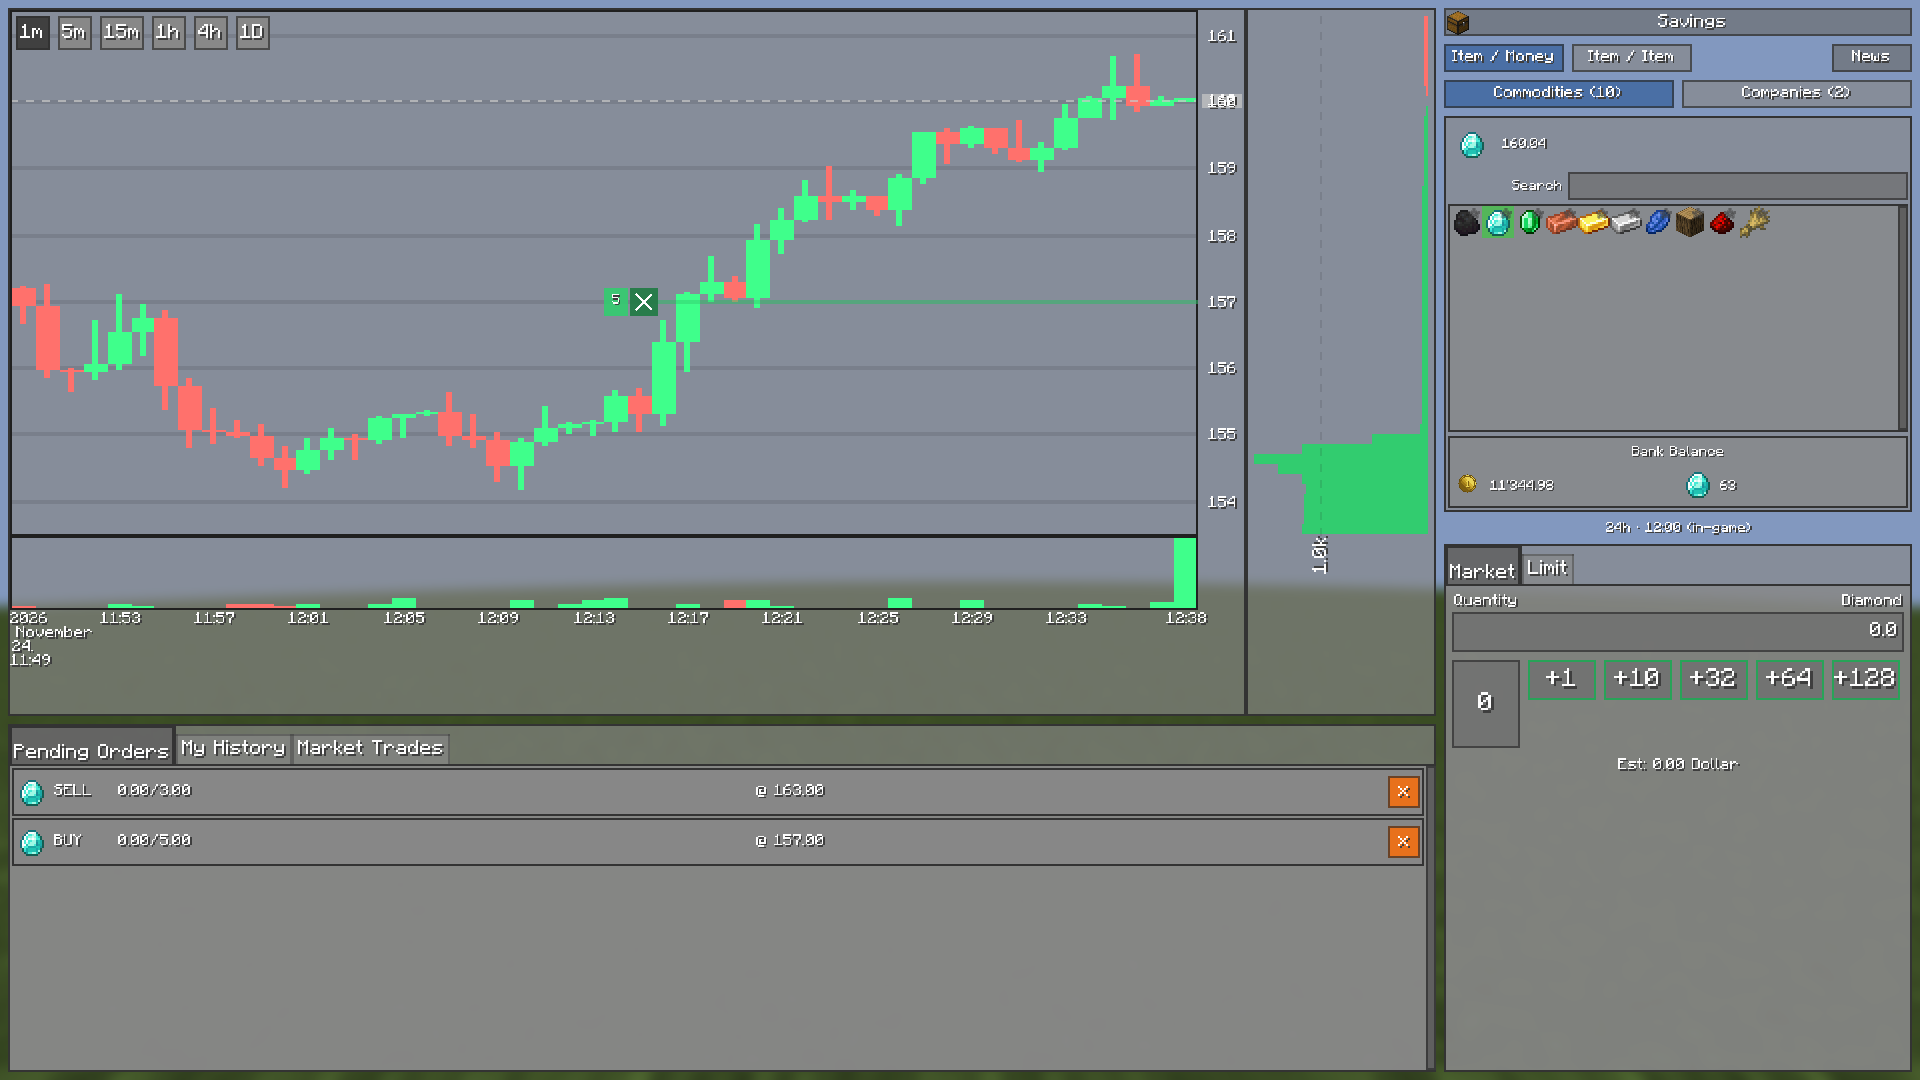 1m 5m 15m 1h 4h 1D
161
160
159
158
157
156
155
154
5
1.0k
2026 11:53 11:57 12:01 12:05 12:09 12:13 12:17 12:21 12:25 12:29 12:33 12:38
November
24.
11:49
Pending Orders My History Market Trades
SELL 0.00/3.00 @ 163.00 ×
BUY 0.00/5.00 @ 157.00 ×
Savings
Item / Money Item / Item News
Commodities (10) Companies (2)
160.04
Search
Bank Balance
11'344.98 63
24h - 12:00 (in-game)
Market Limit
Quantity Diamond
0.0
0 +1 +10 +32 +64 +128
Est: 0.00 Dollar